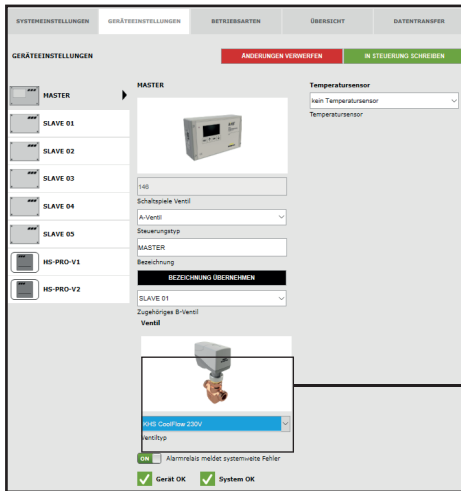 SYSTEMEINSTELLUNGEN GERÄTEEINSTELLUNGEN BETRIEBSARTEN ÜBERSICHT DATENTRANSFER
GERÄTEEINSTELLUNGEN ÄNDERUNGEN VERWERFEN IN STEUERUNG SCHREIBEN
MASTER
SLAVE 01
SLAVE 02
SLAVE 03
SLAVE 04
SLAVE 05
HS-PRO-V1
HS-PRO-V2
MASTER
146
Schaltspiele Ventil
A-Ventil
Steuerungstyp
MASTER
Bezeichnung
BEZEICHNUNG ÜBERNEHMEN
SLAVE 01
Zugehöriges B-Ventil
Ventil
KHS CoolFlow 230V
Ventiltyp
ON Alarmrelais meldet systemweite Fehler
Gerät OK System OK
Temperatursensor
kein Temperatursensor
Temperatursensor